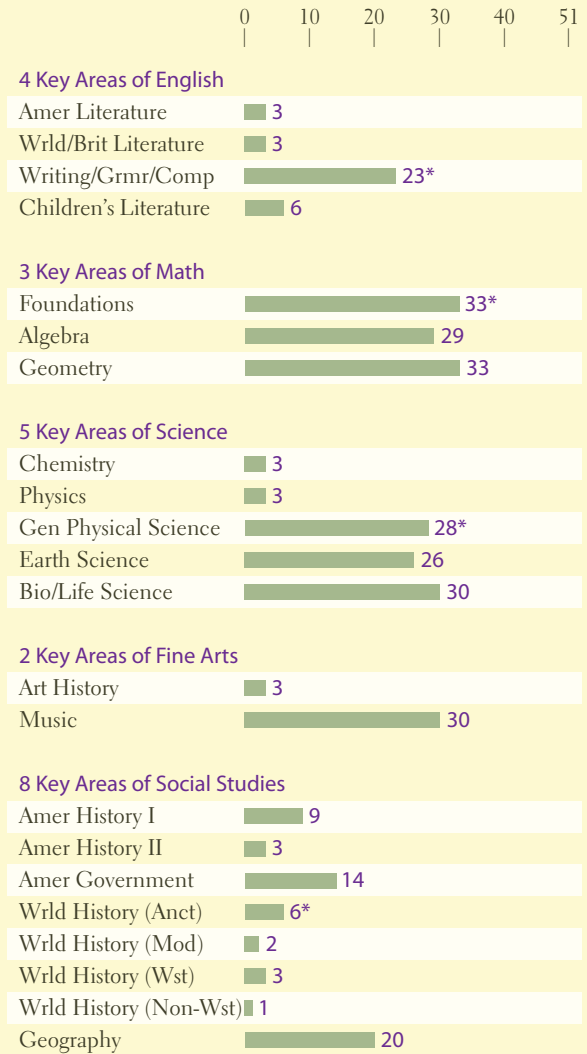 0 10 20 30 40 51
4 Key Areas of English
Amer Literature 3
Wrld/Brit Literature 3
Writing/Grmr/Comp 23*
Children's Literature 6
3 Key Areas of Math
Foundations 33*
Algebra 29
Geometry 33
5 Key Areas of Science
Chemistry 3
Physics 3
Gen Physical Science 28*
Earth Science 26
Bio/Life Science 30
2 Key Areas of Fine Arts
Art History 3
Music 30
8 Key Areas of Social Studies
Amer History I 9
Amer History II 3
Amer Government 14
Wrld History (Anct) 6*
Wrld History (Mod) 2
Wrld History (Wst) 3
Wrld History (Non-Wst) 1
Geography 20